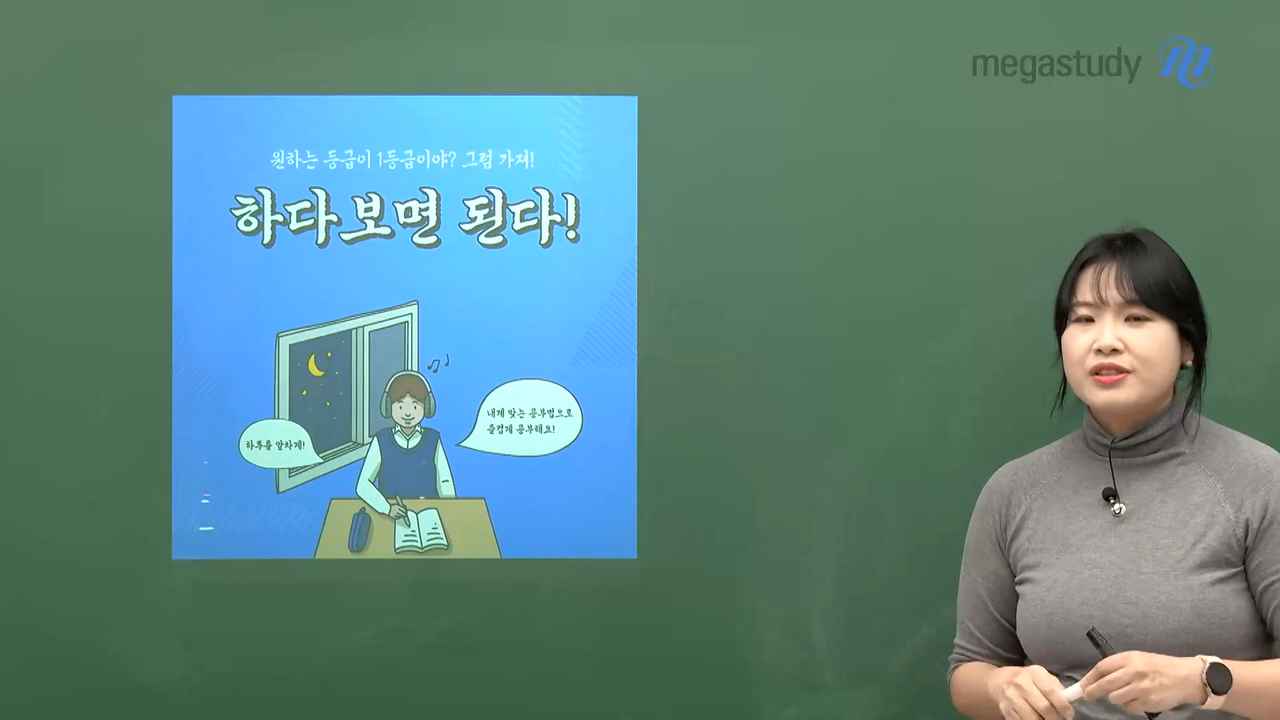 megastudy
원하는 등급이 1등급이야? 그럼 가져!
하다보면 된다!
하루를 알차게!
내게 맞는 공부법으로
즐겁게 공부해요!